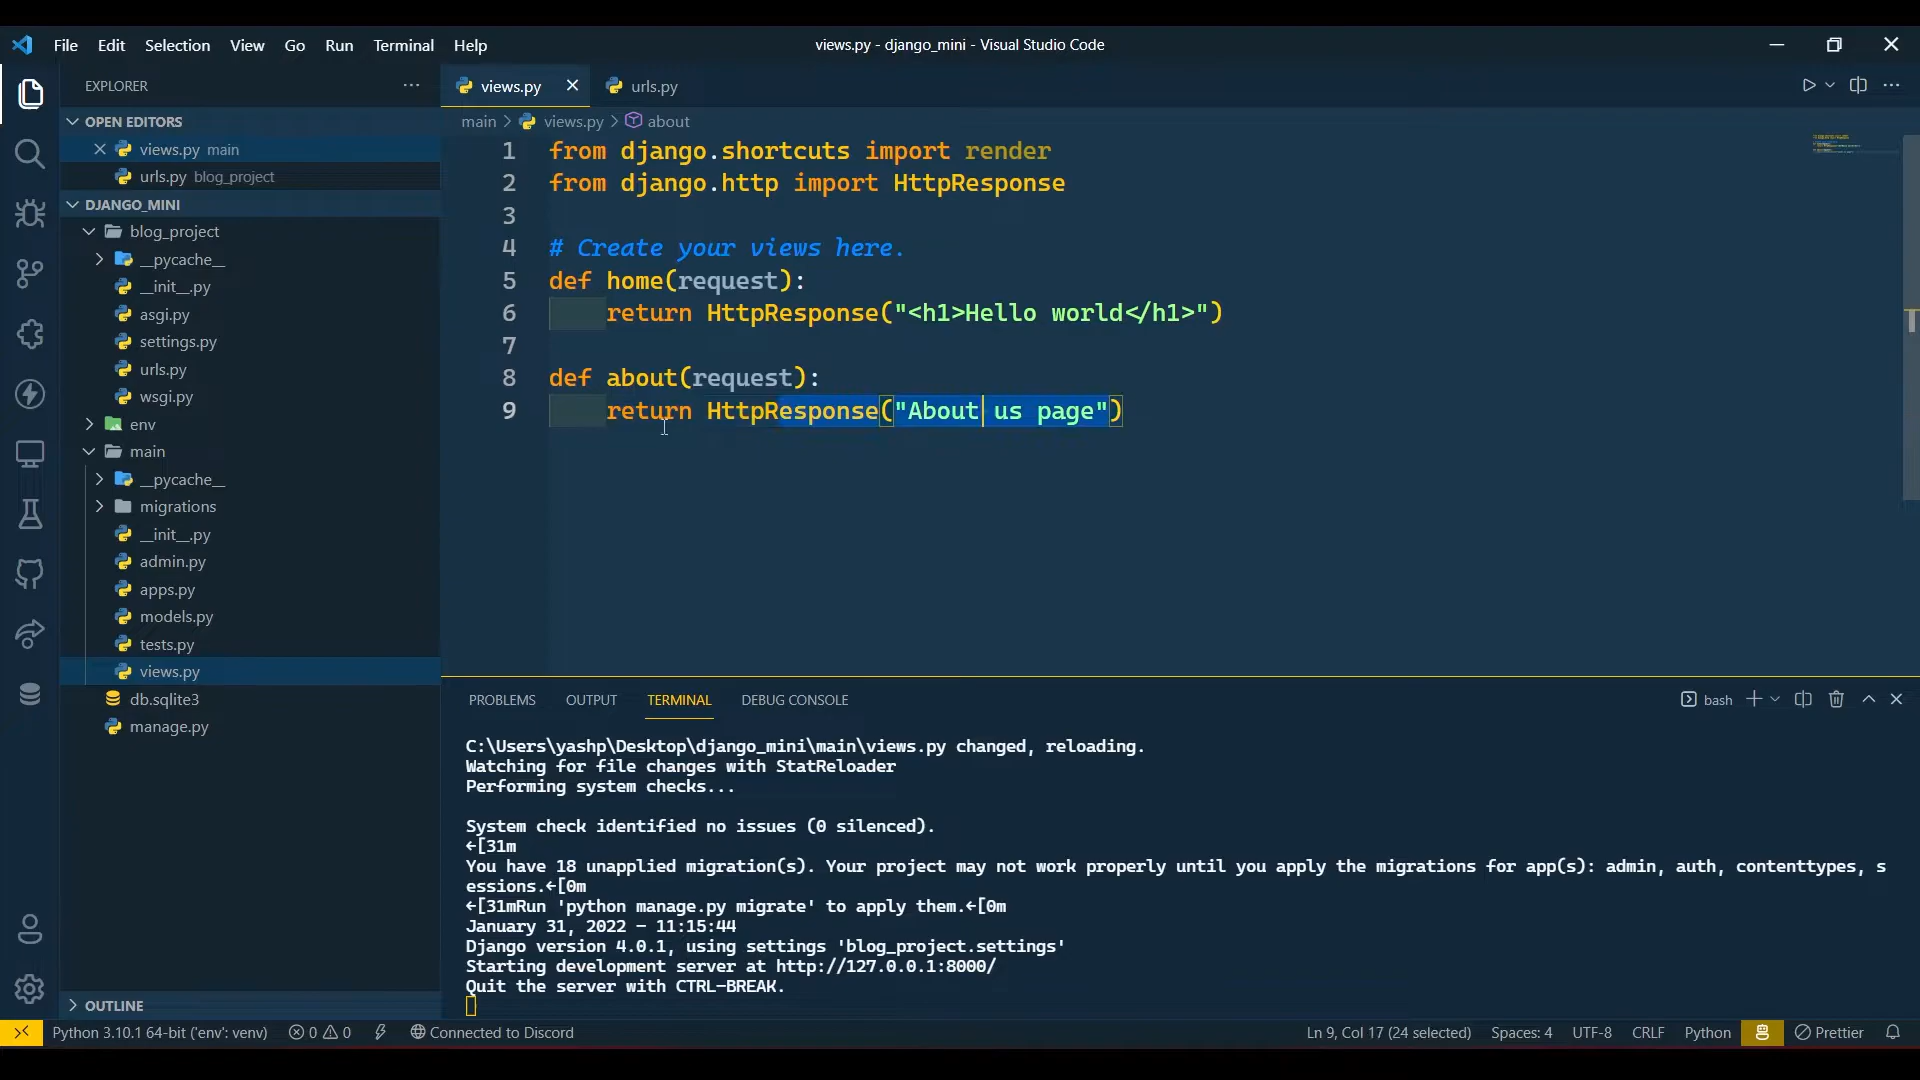 File Edit Selection View Go Run Terminal Help views.py - django_mini - Visual Studio Code
EXPLORER
OPEN EDITORS
views.py main
urls.py blog_project
DJANGO_MINI
blog_project
__pycache__
__init__.py
asgi.py
settings.py
urls.py
wsgi.py
env
main
__pycache__
migrations
__init__.py
admin.py
apps.py
models.py
tests.py
views.py
db.sqlite3
manage.py
OUTLINE
views.py urls.py
main > views.py > about
1 from django.shortcuts import render
2 from django.http import HttpResponse
3
4 # Create your views here.
5 def home(request):
6 return HttpResponse("<h1>Hello world</h1>")
7
8 def about(request):
9 return HttpResponse("About us page")
PROBLEMS OUTPUT TERMINAL DEBUG CONSOLE bash
C:\Users\yashp\Desktop\django_mini\main\views.py changed, reloading.
Watching for file changes with StatReloader
Performing system checks...
System check identified no issues (0 silenced).
←[31m
You have 18 unapplied migration(s). Your project may not work properly until you apply the migrations for app(s): admin, auth, contenttypes, s
essions.←[0m
←[31mRun 'python manage.py migrate' to apply them.←[0m
January 31, 2022 - 11:15:44
Django version 4.0.1, using settings 'blog_project.settings'
Starting development server at http://127.0.0.1:8000/
Quit the server with CTRL-BREAK.
Python 3.10.1 64-bit ('env': venv) 0 0 Connected to Discord Ln 9, Col 17 (24 selected) Spaces: 4 UTF-8 CRLF Python Prettier